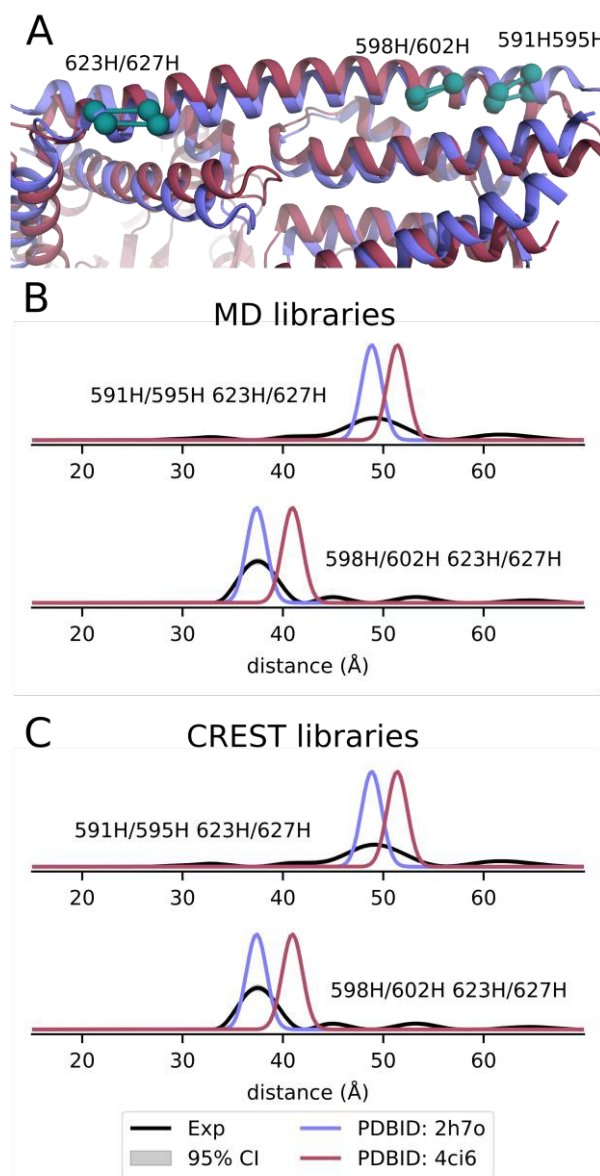 A
623H/627H
598H/602H
591H595H
B
MD libraries
591H/595H 623H/627H
20 30 40 50 60
598H/602H 623H/627H
20 30 40 50 60
distance (Å)
C
CREST libraries
591H/595H 623H/627H
20 30 40 50 60
598H/602H 623H/627H
20 30 40 50 60
distance (Å)
Exp
PDBID: 2h7o
95% CI
PDBID: 4ci6